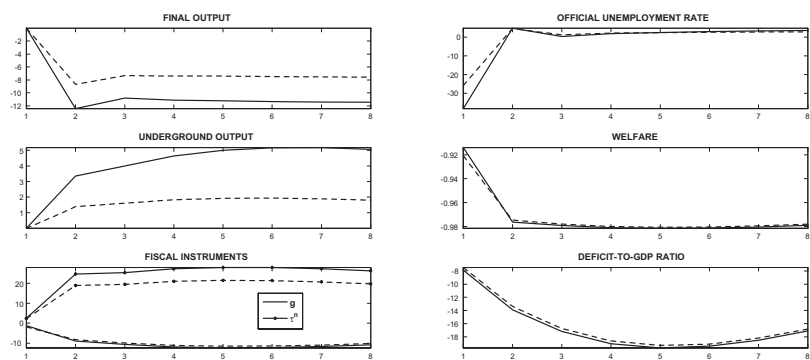 FINAL OUTPUT
0
-2
-4
-6
-8
-10
-12
1 2 3 4 5 6 7 8
OFFICIAL UNEMPLOYMENT RATE
0
-10
-20
-30
1 2 3 4 5 6 7 8
UNDERGROUND OUTPUT
5
4
3
2
1
1 2 3 4 5 6 7 8
WELFARE
-0.92
-0.94
-0.96
-0.98
1 2 3 4 5 6 7 8
FISCAL INSTRUMENTS
20
10
0
-10
1 2 3 4 5 6 7 8
g
τⁿ
DEFICIT-TO-GDP RATIO
-8
-10
-12
-14
-16
-18
1 2 3 4 5 6 7 8